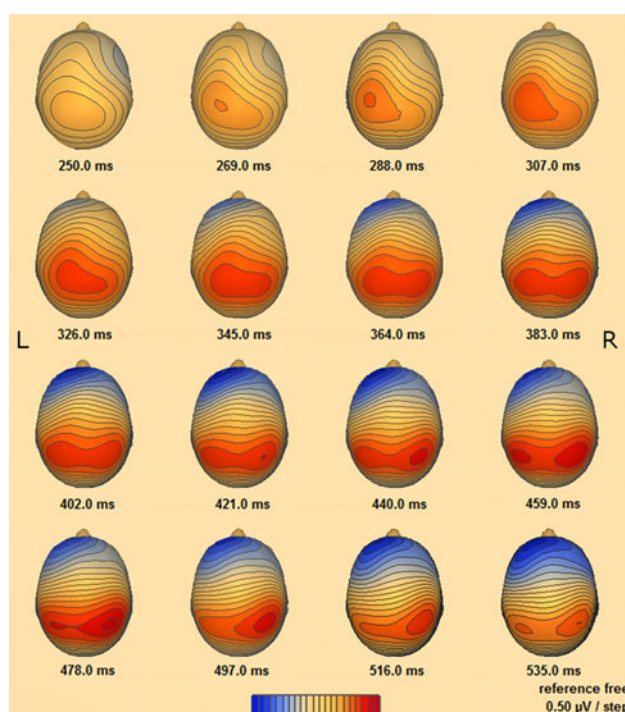 250.0 ms 269.0 ms 288.0 ms 307.0 ms
326.0 ms 345.0 ms 364.0 ms 383.0 ms
L R
402.0 ms 421.0 ms 440.0 ms 459.0 ms
478.0 ms 497.0 ms 516.0 ms 535.0 ms
reference free
0.50 µV / step